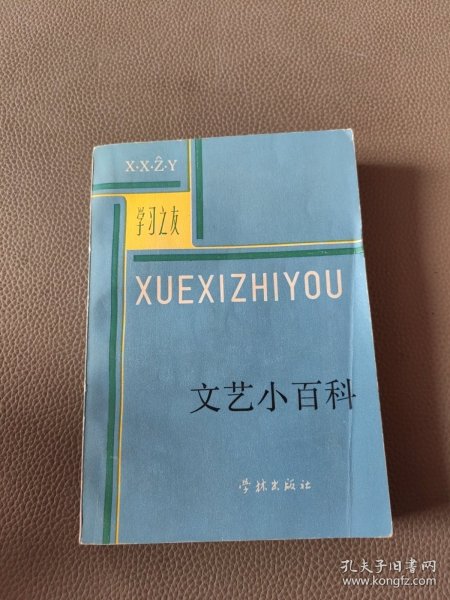 X·X·Ẑ·Y
学习之友
XUEXIZHIYOU
文艺小百科
学林出版社
孔夫子旧书网
www.kongfz.com